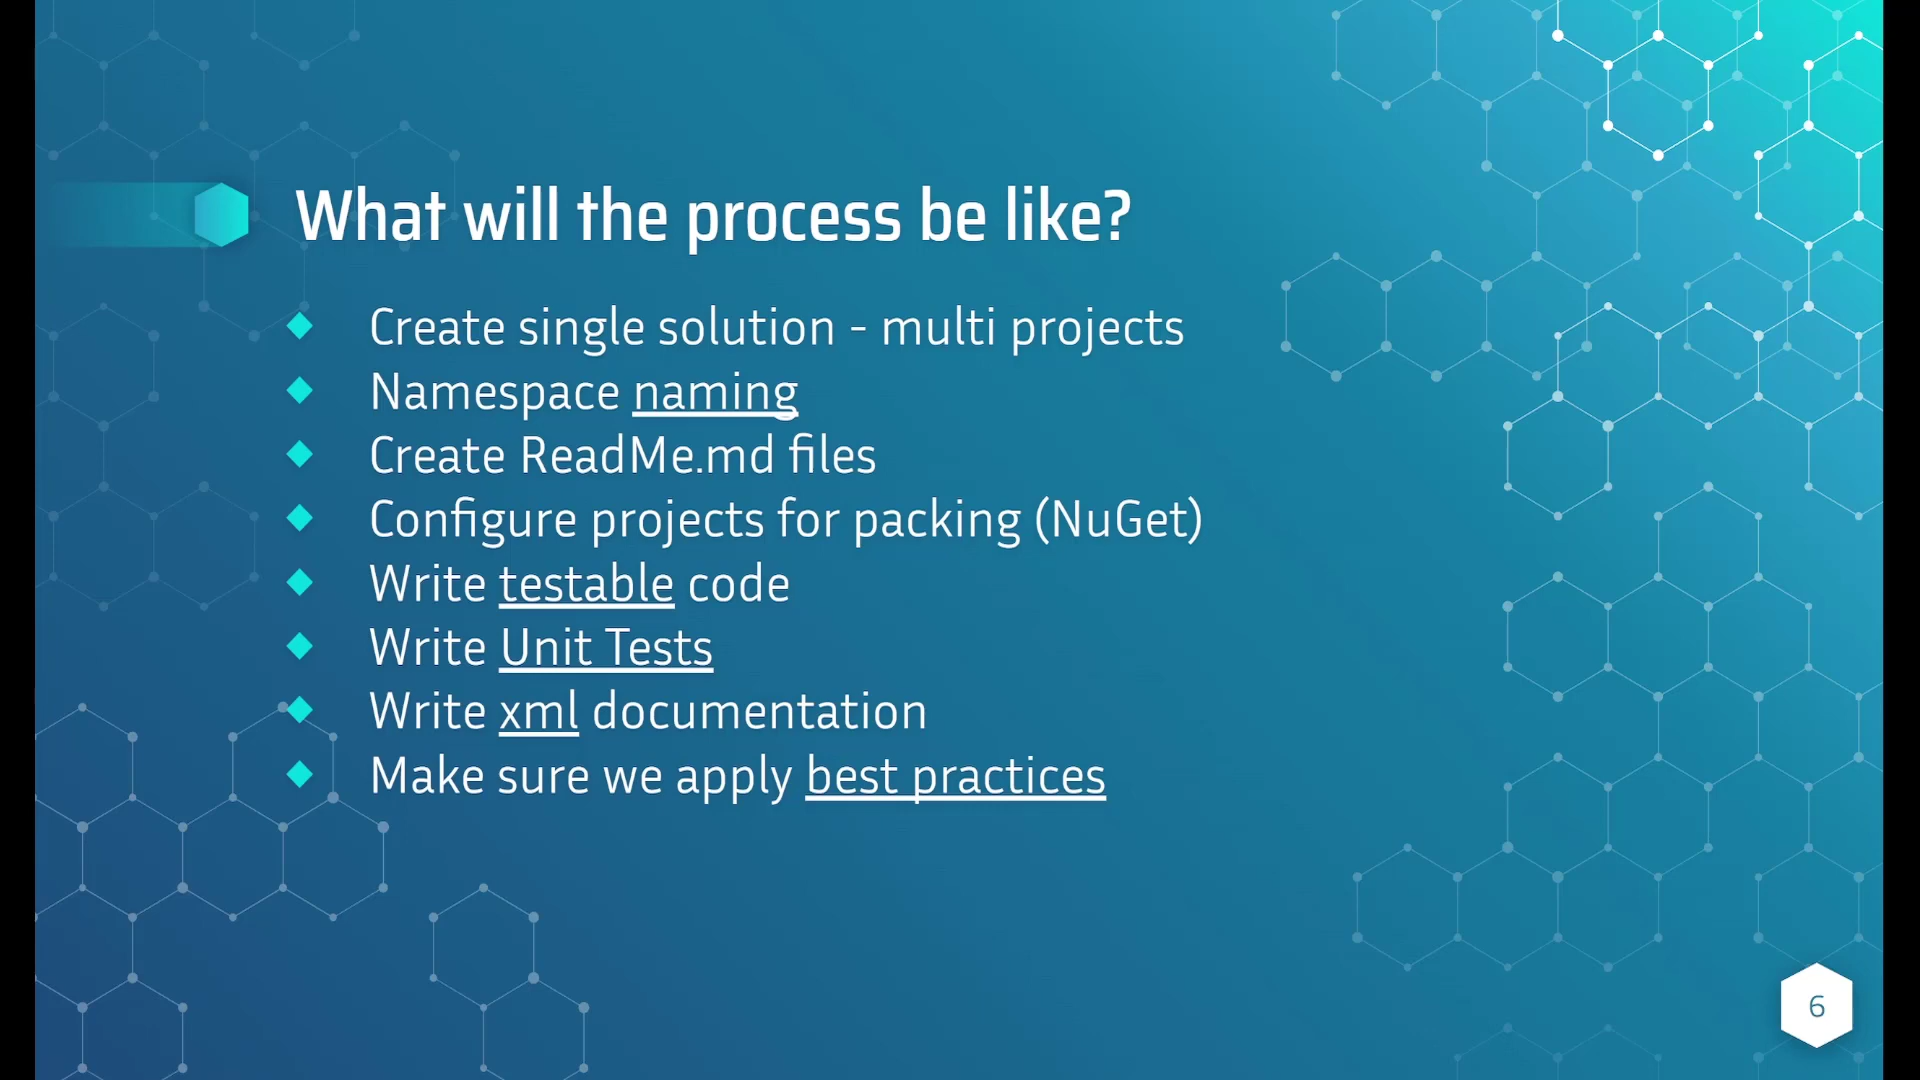 What will the process be like?
Create single solution - multi projects
Namespace naming
Create ReadMe.md files
Configure projects for packing (NuGet)
Write testable code
Write Unit Tests
Write xml documentation
Make sure we apply best practices
6